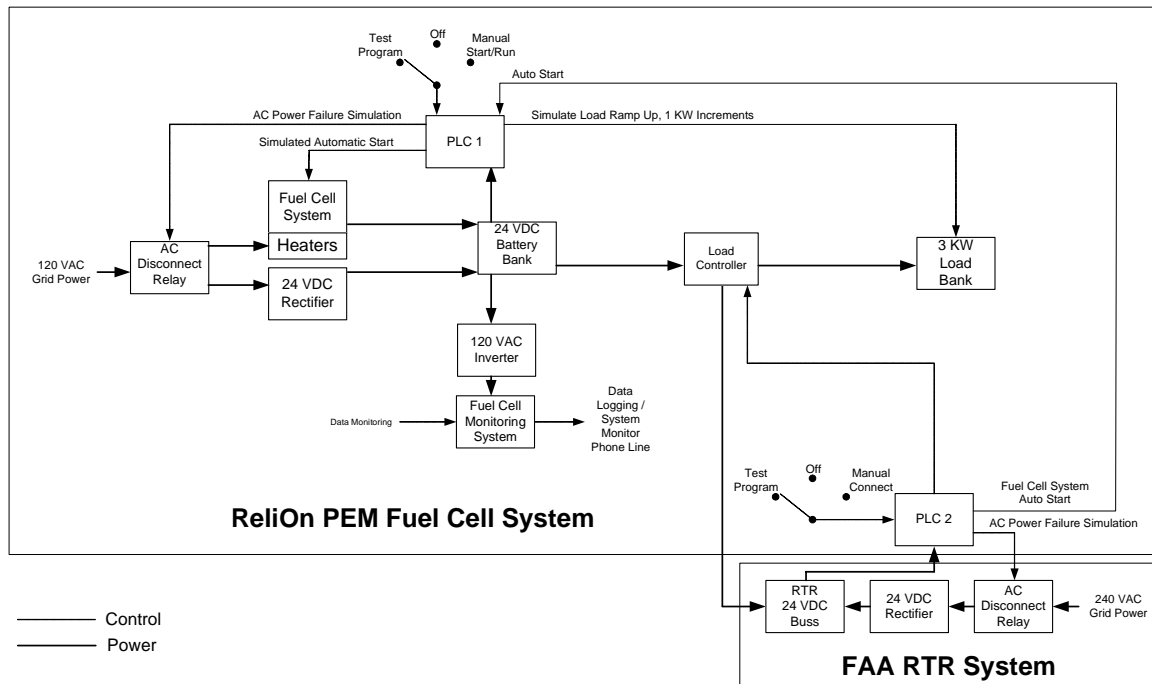 Off
Test
Program
Manual
Start/Run
Auto Start
AC Power Failure Simulation
PLC 1
Simulate Load Ramp Up, 1 KW Increments
Simulated Automatic Start
Fuel Cell
System
Heaters
120 VAC
Grid Power
AC
Disconnect
Relay
24 VDC
Rectifier
24 VDC
Battery
Bank
Load
Controller
3 KW
Load
Bank
120 VAC
Inverter
Data Monitoring
Fuel Cell
Monitoring
System
Data
Logging /
System
Monitor
Phone Line
Off
Test
Program
Manual
Connect
PLC 2
Fuel Cell System
Auto Start
AC Power Failure Simulation
ReliOn PEM Fuel Cell System
RTR
24 VDC
Buss
24 VDC
Rectifier
AC
Disconnect
Relay
240 VAC
Grid Power
FAA RTR System
Control
Power